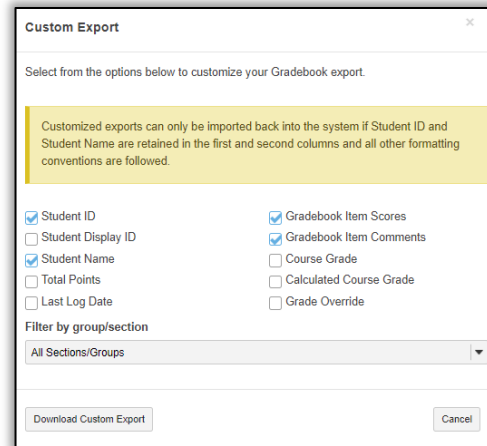 Custom Export
×
Select from the options below to customize your Gradebook export.
Customized exports can only be imported back into the system if Student ID and
Student Name are retained in the first and second columns and all other formatting
conventions are followed.
Student ID
Student Display ID
Student Name
Total Points
Last Log Date
Gradebook Item Scores
Gradebook Item Comments
Course Grade
Calculated Course Grade
Grade Override
Filter by group/section
All Sections/Groups
Download Custom Export
Cancel